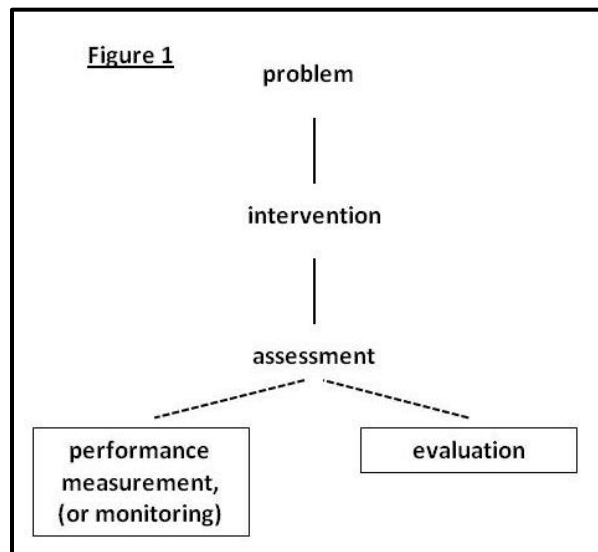 Figure 1
problem
intervention
assessment
performance
measurement,
(or monitoring)
evaluation